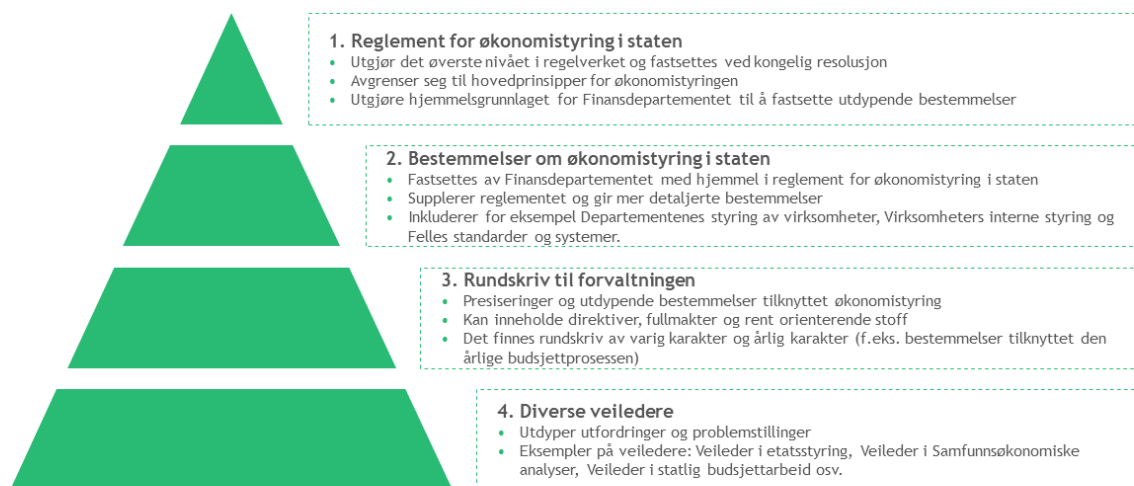 1. Reglement for økonomistyring i staten
• Utgjør det øverste nivået i regelverket og fastsettes ved kongelig resolusjon
• Avgrenser seg til hovedprinsipper for økonomistyringen
• Utgjøre hjemmelsgrunnlaget for Finansdepartementet til å fastsette utdypende bestemmelser
2. Bestemmelser om økonomistyring i staten
• Fastsettes av Finansdepartementet med hjemmel i reglement for økonomistyring i staten
• Supplerer reglementet og gir mer detaljerte bestemmelser
• Inkluderer for eksempel Departementenes styring av virksomheter, Virksomheters interne styring og
Felles standarder og systemer.
3. Rundskriv til forvaltningen
• Presiseringer og utdypende bestemmelser tilknyttet økonomistyring
• Kan inneholde direktiver, fullmakter og rent orienterende stoff
• Det finnes rundskriv av varig karakter og årlig karakter (f.eks. bestemmelser tilknyttet den
årlige budsjettprosessen)
4. Diverse veiledere
• Utdyper utfordringer og problemstillinger
• Eksempler på veiledere: Veileder i etatsstyring, Veileder i Samfunnsøkonomiske
analyser, Veileder i statlig budsjettarbeid osv.